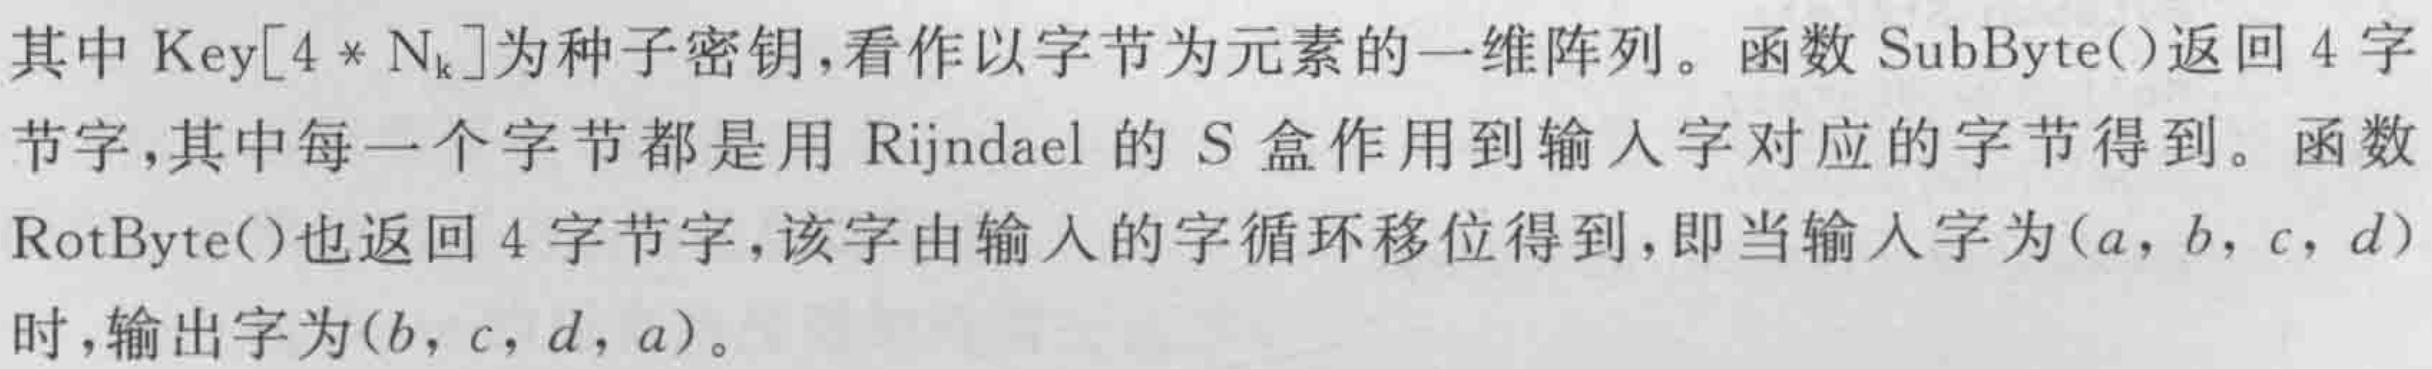 其中 Key[4 * Nk]为种子密钥,看作以字节为元素的一维阵列。函数 SubByte()返回 4 字
节字,其中每一个字节都是用 Rijndael 的 S 盒作用到输入字对应的字节得到。函数
RotByte()也返回 4 字节字,该字由输入的字循环移位得到,即当输入字为(a, b, c, d)
时,输出字为(b, c, d, a)。